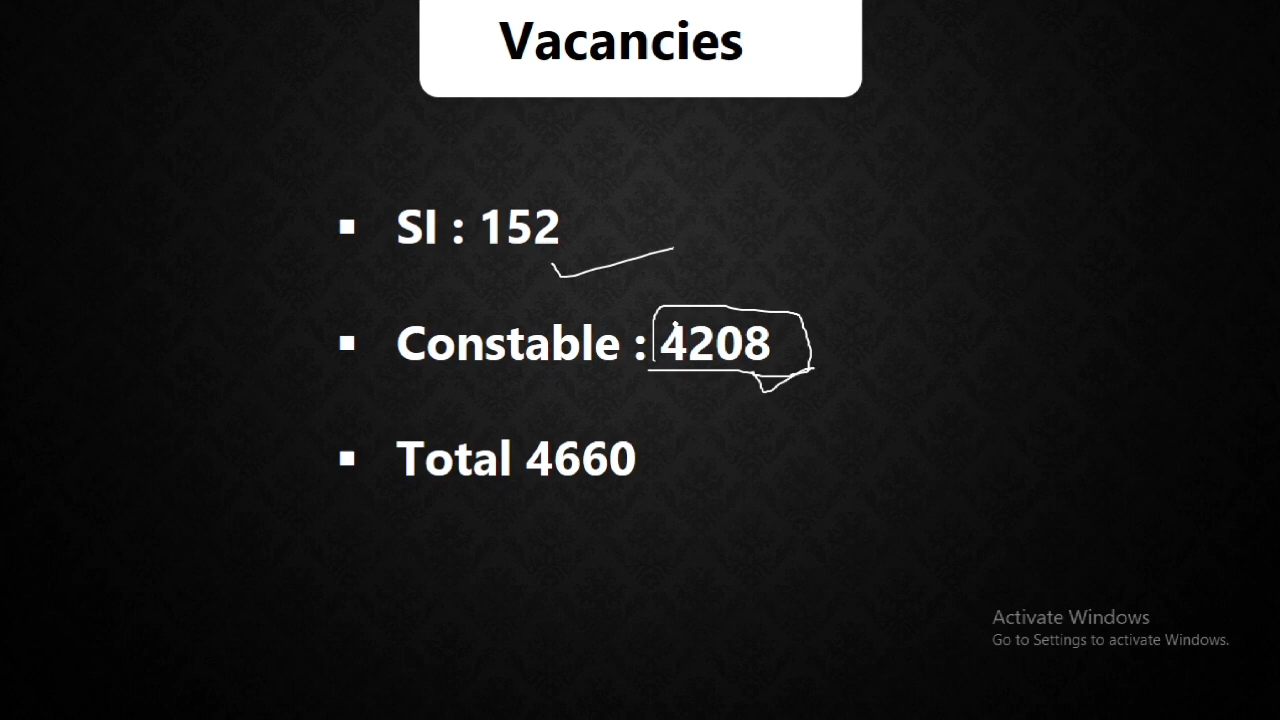 Vacancies
SI : 152
Constable : 4208
Total 4660
Activate Windows
Go to Settings to activate Windows.